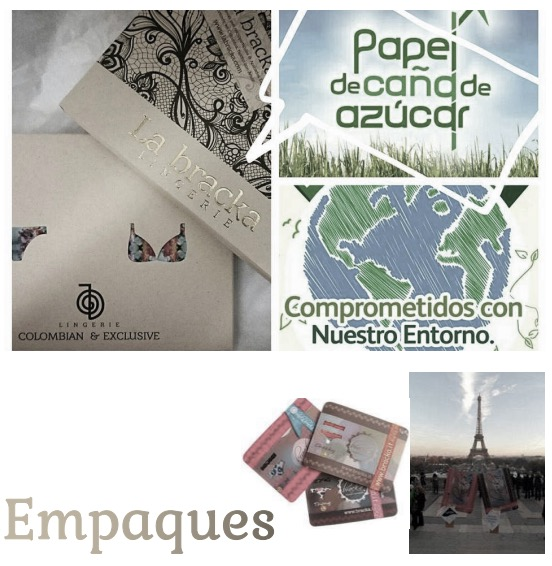 La bracka
LINGERIE
LINGERIE
COLOMBIAN & EXCLUSIVE
Papel
de caña de
azúcar
Comprometidos con
Nuestro Entorno.
Empaques